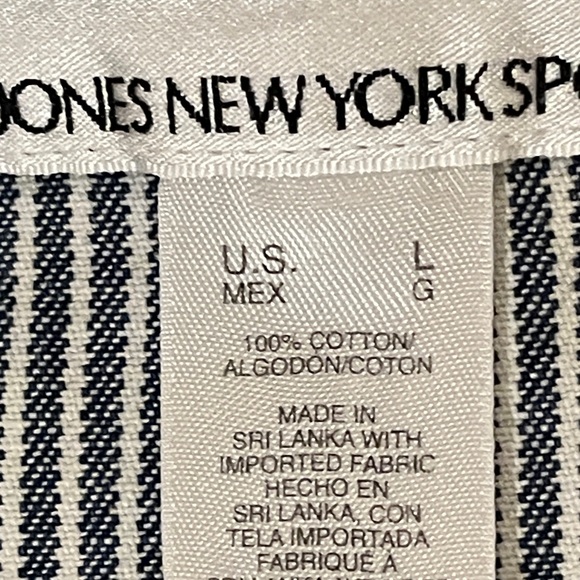 JONES NEW YORK SPO
U.S. L
MEX G
100% COTTON/
ALGODON/COTON
MADE IN
SRI LANKA WITH
IMPORTED FABRIC
HECHO EN
SRI LANKA, CON
TELA IMPORTADA
FABRIQUÉ À